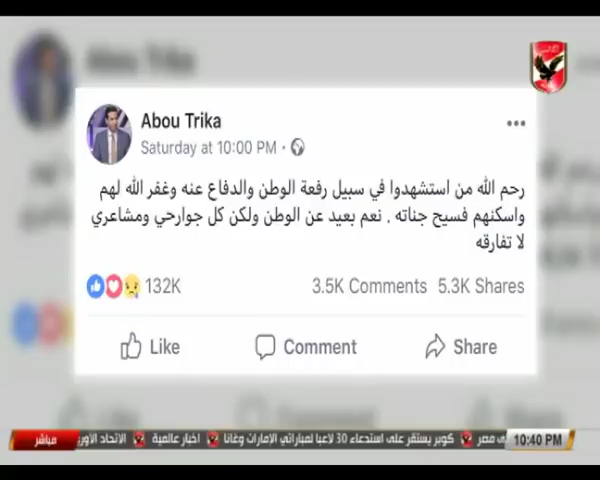 Abou Trika
Saturday at 10:00 PM
رحم الله من استشهدوا في سبيل رفعة الوطن والدفاع عنه وغفر الله لهم
واسكنهم فسيح جناته . نعم بعيد عن الوطن ولكن كل جوارحي ومشاعري
لا تفارقه
132K 3.5K Comments 5.3K Shares
Like Comment Share
مباشر الاتحاد الأور اخبار عالمية كوبر يستقر على استدعاء 30 لاعبا لمباراتي الإمارات وغانا مصر 10:40 PM